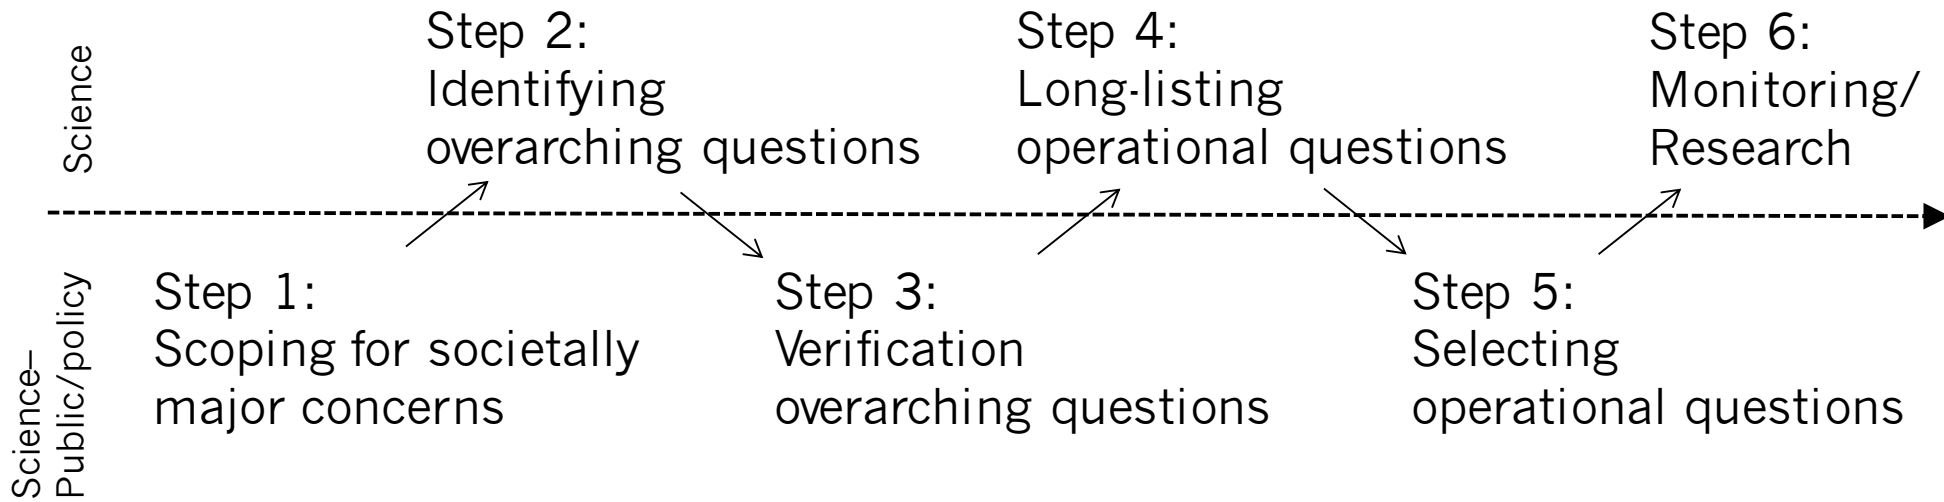 Science
Step 2:
Identifying
overarching questions
Step 4:
Long-listing
operational questions
Step 6:
Monitoring/
Research
Science–
Public/policy
Step 1:
Scoping for societally
major concerns
Step 3:
Verification
overarching questions
Step 5:
Selecting
operational questions